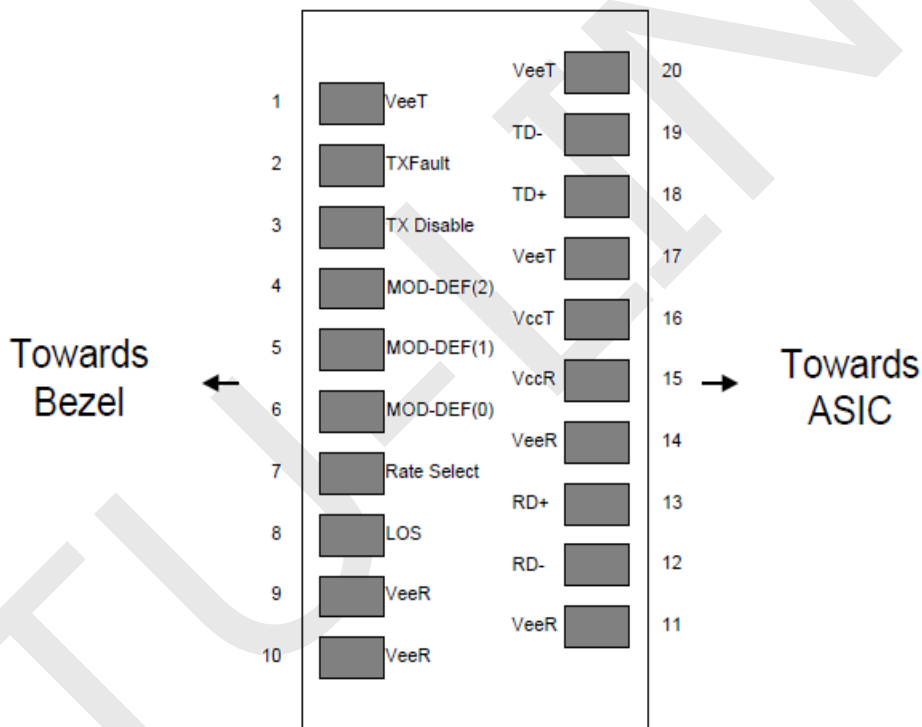 VeeT 20
1 VeeT
TD- 19
2 TXFault
TD+ 18
3 TX Disable
VeeT 17
4 MOD-DEF(2)
VccT 16
5 MOD-DEF(1)
Towards
Bezel
VccR 15
Towards
ASIC
6 MOD-DEF(0)
VeeR 14
7 Rate Select
RD+ 13
8 LOS
RD- 12
9 VeeR
VeeR 11
10 VeeR